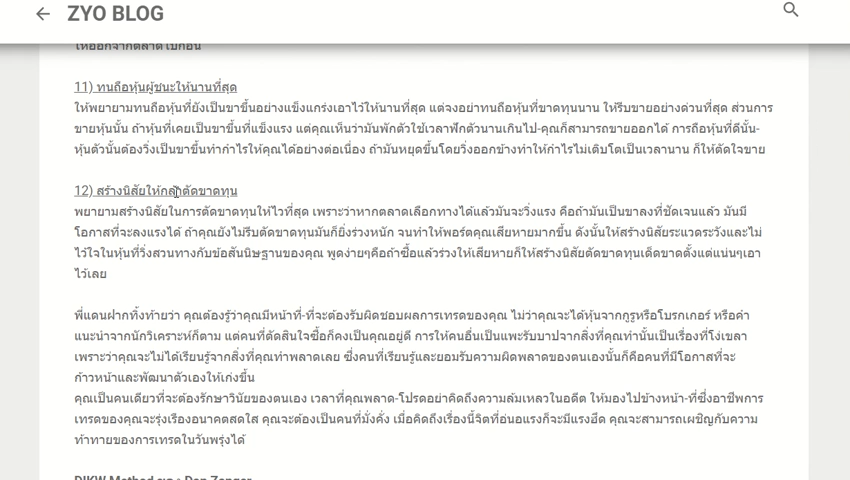 ZYO BLOG
ให้ออกจากตลาดไปก่อน
11) ทนถือหุ้นผู้ชนะให้นานที่สุด
ให้พยายามทนถือหุ้นที่ยังเป็นขาขึ้นอย่างแข็งแกร่งเอาไว้ให้นานที่สุด แต่จงอย่าทนถือหุ้นที่ขาดทุนนาน ให้รีบขายอย่างด่วนที่สุด ส่วนการ
ขายหุ้นนั้น ถ้าหุ้นที่เคยเป็นขาขึ้นที่แข็งแรง แต่คุณเห็นว่ามันพักตัวใช้เวลาฟักตัวนานเกินไป-คุณก็สามารถขายออกได้ การถือหุ้นที่ดีนั้น-
หุ้นตัวนั้นต้องวิ่งเป็นขาขึ้นทำกำไรให้คุณได้อย่างต่อเนื่อง ถ้ามันหยุดขึ้นโดยวิ่งออกข้างทำให้กำไรไม่เติบโตเป็นเวลานาน ก็ให้ตัดใจขาย
12) สร้างนิสัยให้กล้าตัดขาดทุน
พยายามสร้างนิสัยในการตัดขาดทุนให้ไวที่สุด เพราะว่าหากตลาดเลือกทางได้แล้วมันจะวิ่งแรง คือถ้ามันเป็นขาลงที่ชัดเจนแล้ว มันมี
โอกาสที่จะลงแรงได้ ถ้าคุณยังไม่รีบตัดขาดทุนมันก็ยิ่งร่วงหนัก จนทำให้พอร์ตคุณเสียหายมากขึ้น ดังนั้นให้สร้างนิสัยระแวดระวังและไม่
ไว้ใจในหุ้นที่วิ่งสวนทางกับข้อสันนิษฐานของคุณ พูดง่ายๆคือถ้าซื้อแล้วร่วงให้เสียหายก็ให้สร้างนิสัยตัดขาดทุนเด็ดขาดตั้งแต่แน่นๆเอา
ไว้เลย
พี่แดนฝากทิ้งท้ายว่า คุณต้องรู้ว่าคุณมีหน้าที่-ที่จะต้องรับผิดชอบผลการเทรดของคุณ ไม่ว่าคุณจะได้หุ้นจากกูรูหรือโบรกเกอร์ หรือคำ
แนะนำจากนักวิเคราะห์ก็ตาม แต่คนที่ตัดสินใจซื้อก็คงเป็นคุณอยู่ดี การให้คนอื่นเป็นแพะรับบาปจากสิ่งที่คุณทำนั้นเป็นเรื่องที่โง่เขลา
เพราะว่าคุณจะไม่ได้เรียนรู้จากสิ่งที่คุณทำพลาดเลย ซึ่งคนที่เรียนรู้และยอมรับความผิดพลาดของตนเองนั้นก็คือคนที่มีโอกาสที่จะ
ก้าวหน้าและพัฒนาตัวเองให้เก่งขึ้น
คุณเป็นคนเดียวที่จะต้องรักษาวินัยของตนเอง เวลาที่คุณพลาด-โปรดอย่าคิดถึงความล้มเหลวในอดีต ให้มองไปข้างหน้า-ที่ซึ่งอาชีพการ
เทรดของคุณจะรุ่งเรืองอนาคตสดใส คุณจะต้องเป็นคนที่มั่งคั่ง เมื่อคิดถึงเรื่องนี้จิตที่อ่อนแรงก็จะมีแรงฮึด คุณจะสามารถเผชิญกับความ
ท้าทายของการเทรดในวันพรุ่งได้